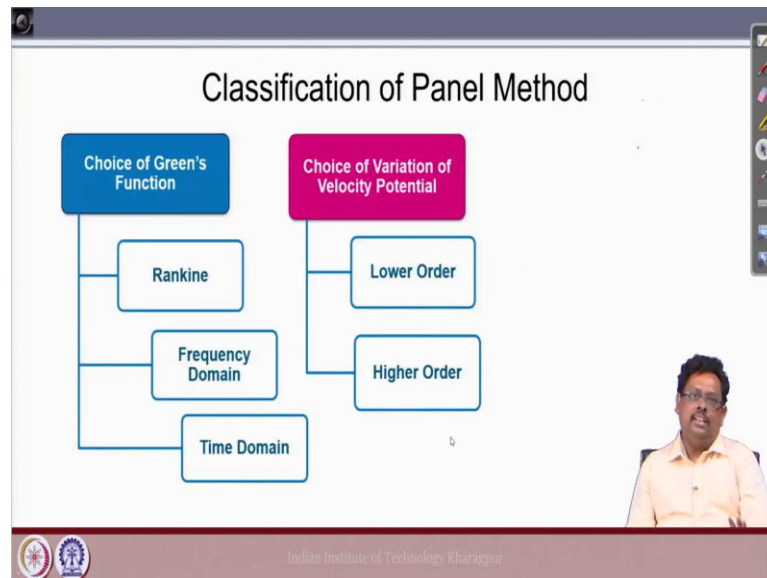 Classification of Panel Method
Choice of Green's
Function
Rankine
Frequency
Domain
Time Domain
Choice of Variation of
Velocity Potential
Lower Order
Higher Order
Indian Institute of Technology Kharagpur